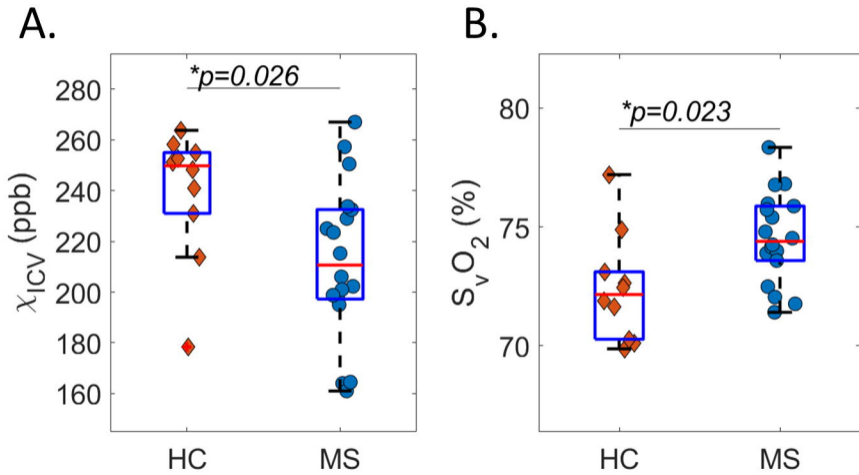 A.
χICV (ppb)
280
260
240
220
200
180
160
*p=0.026
HC MS
B.
SvO2 (%)
80
75
70
*p=0.023
HC MS